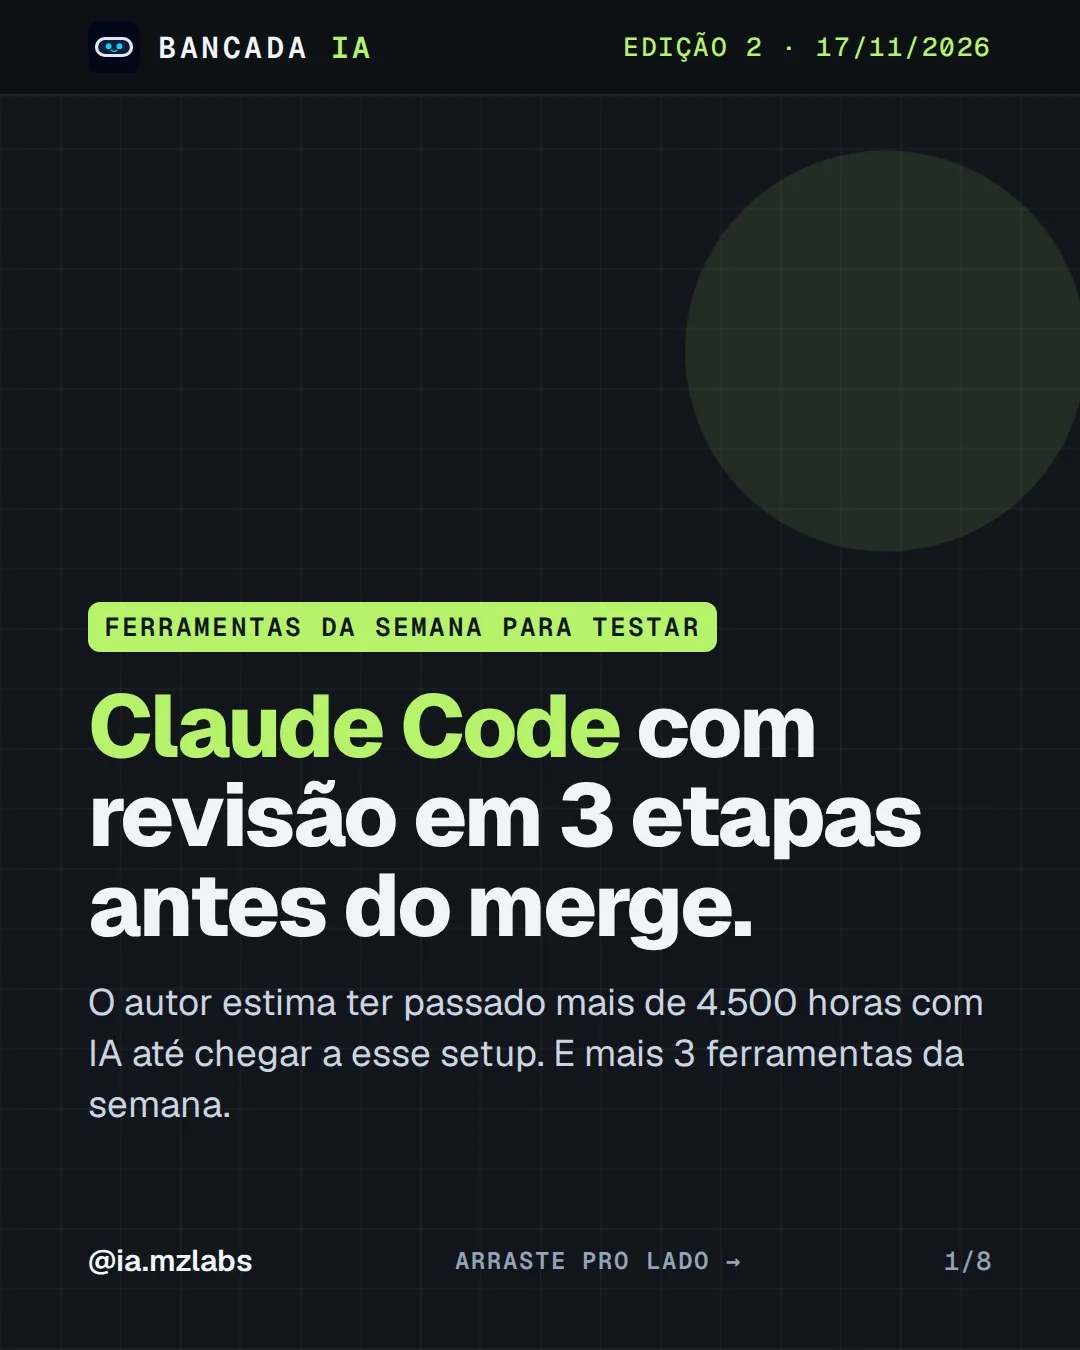 BANCADA IA
EDIÇÃO 2 · 17/11/2026
FERRAMENTAS DA SEMANA PARA TESTAR
Claude Code com
revisão em 3 etapas
antes do merge.
O autor estima ter passado mais de 4.500 horas com
IA até chegar a esse setup. E mais 3 ferramentas da
semana.
@ia.mzlabs
ARRASTE PRO LADO →
1/8